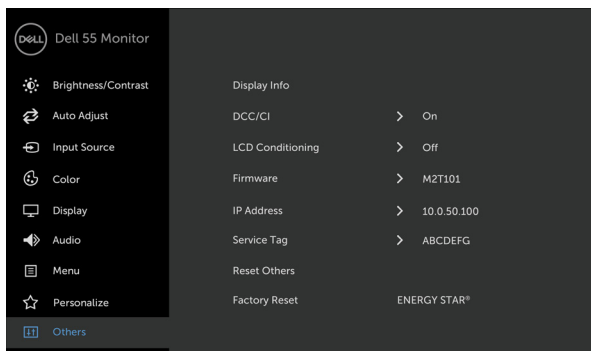 DELL Dell 55 Monitor
Brightness/Contrast
Auto Adjust
Input Source
Color
Display
Audio
Menu
Personalize
Others
Display Info
DCC/CI > On
LCD Conditioning > Off
Firmware > M2T101
IP Address > 10.0.50.100
Service Tag > ABCDEFG
Reset Others
Factory Reset ENERGY STAR®